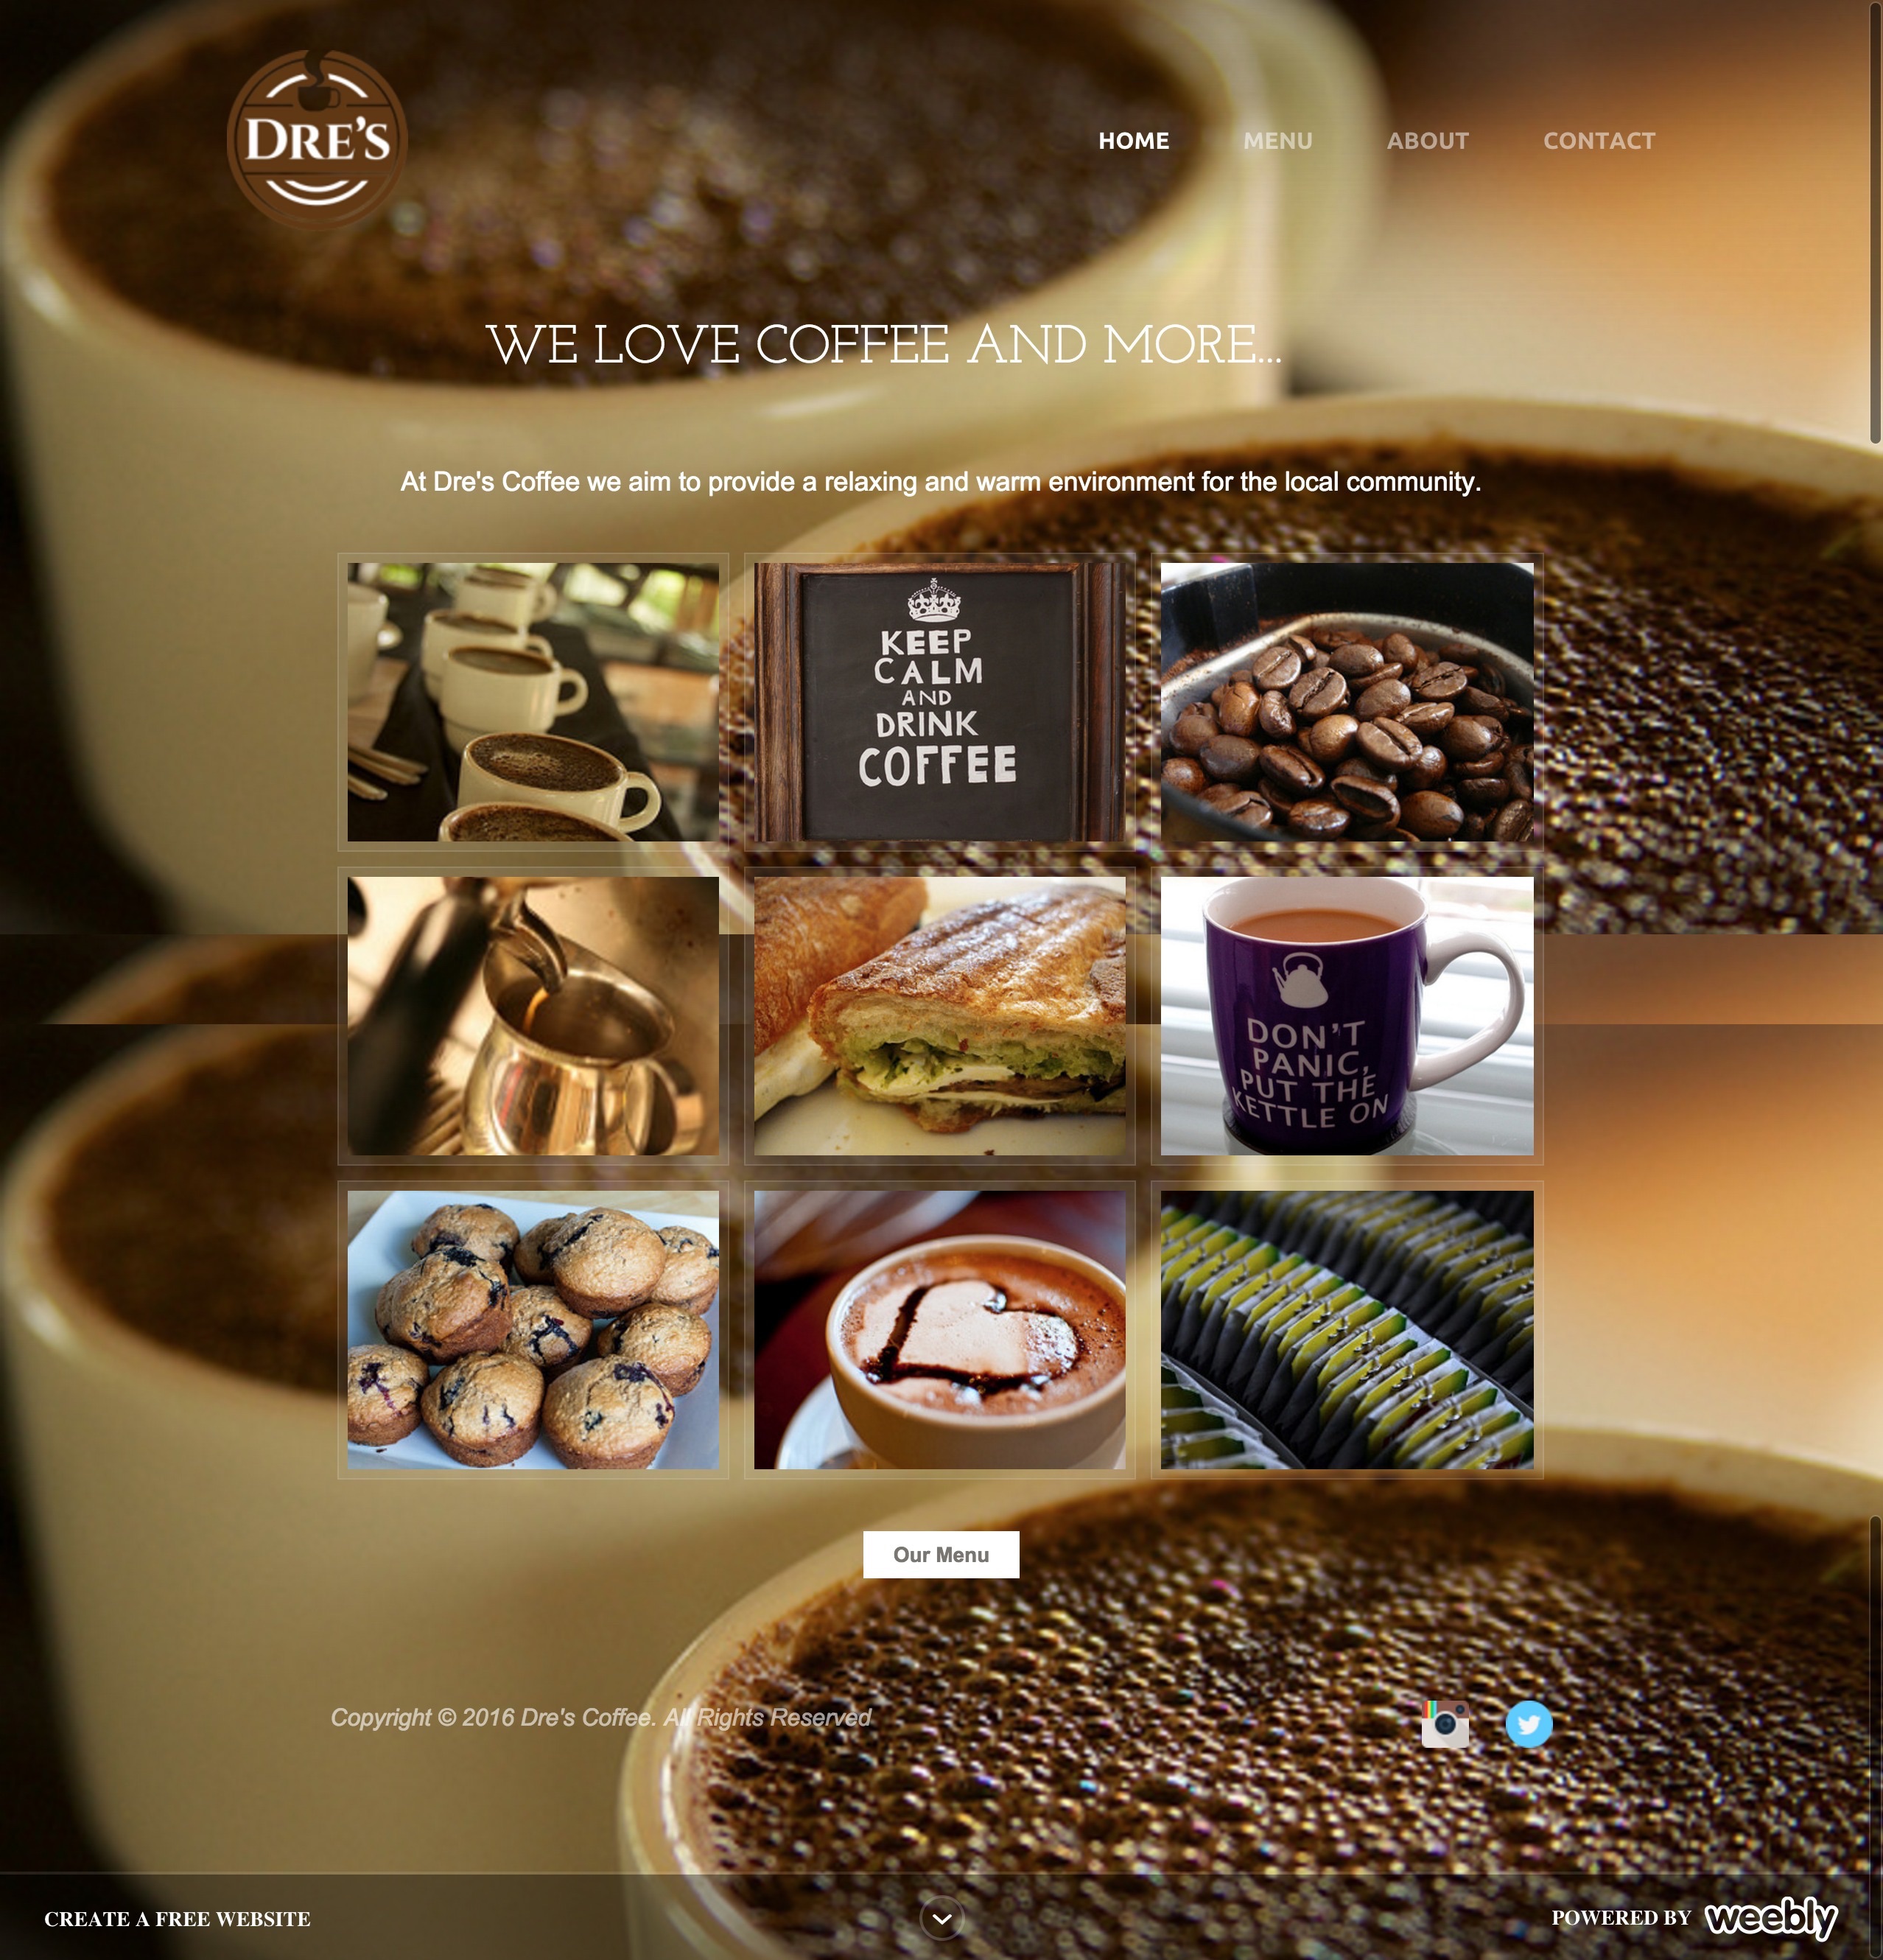 DRE'S
HOME MENU ABOUT CONTACT
WE LOVE COFFEE AND MORE...
At Dre's Coffee we aim to provide a relaxing and warm environment for the local community.
KEEP
CALM
AND
DRINK
COFFEE
DON'T
PANIC,
PUT THE
KETTLE ON
Our Menu
Copyright © 2016 Dre's Coffee. All Rights Reserved
CREATE A FREE WEBSITE
POWERED BY weebly